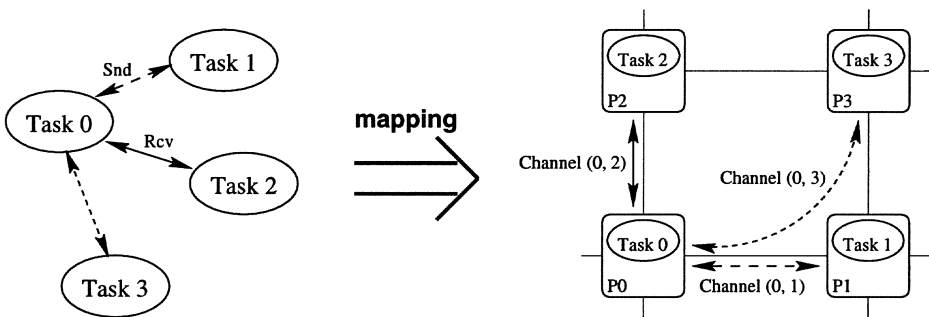 Task 1
Snd
Task 0
Rcv
Task 2
Task 3
mapping
Task 2
P2
Task 3
P3
Channel (0, 2)
Channel (0, 3)
Task 0
P0
Task 1
P1
Channel (0, 1)